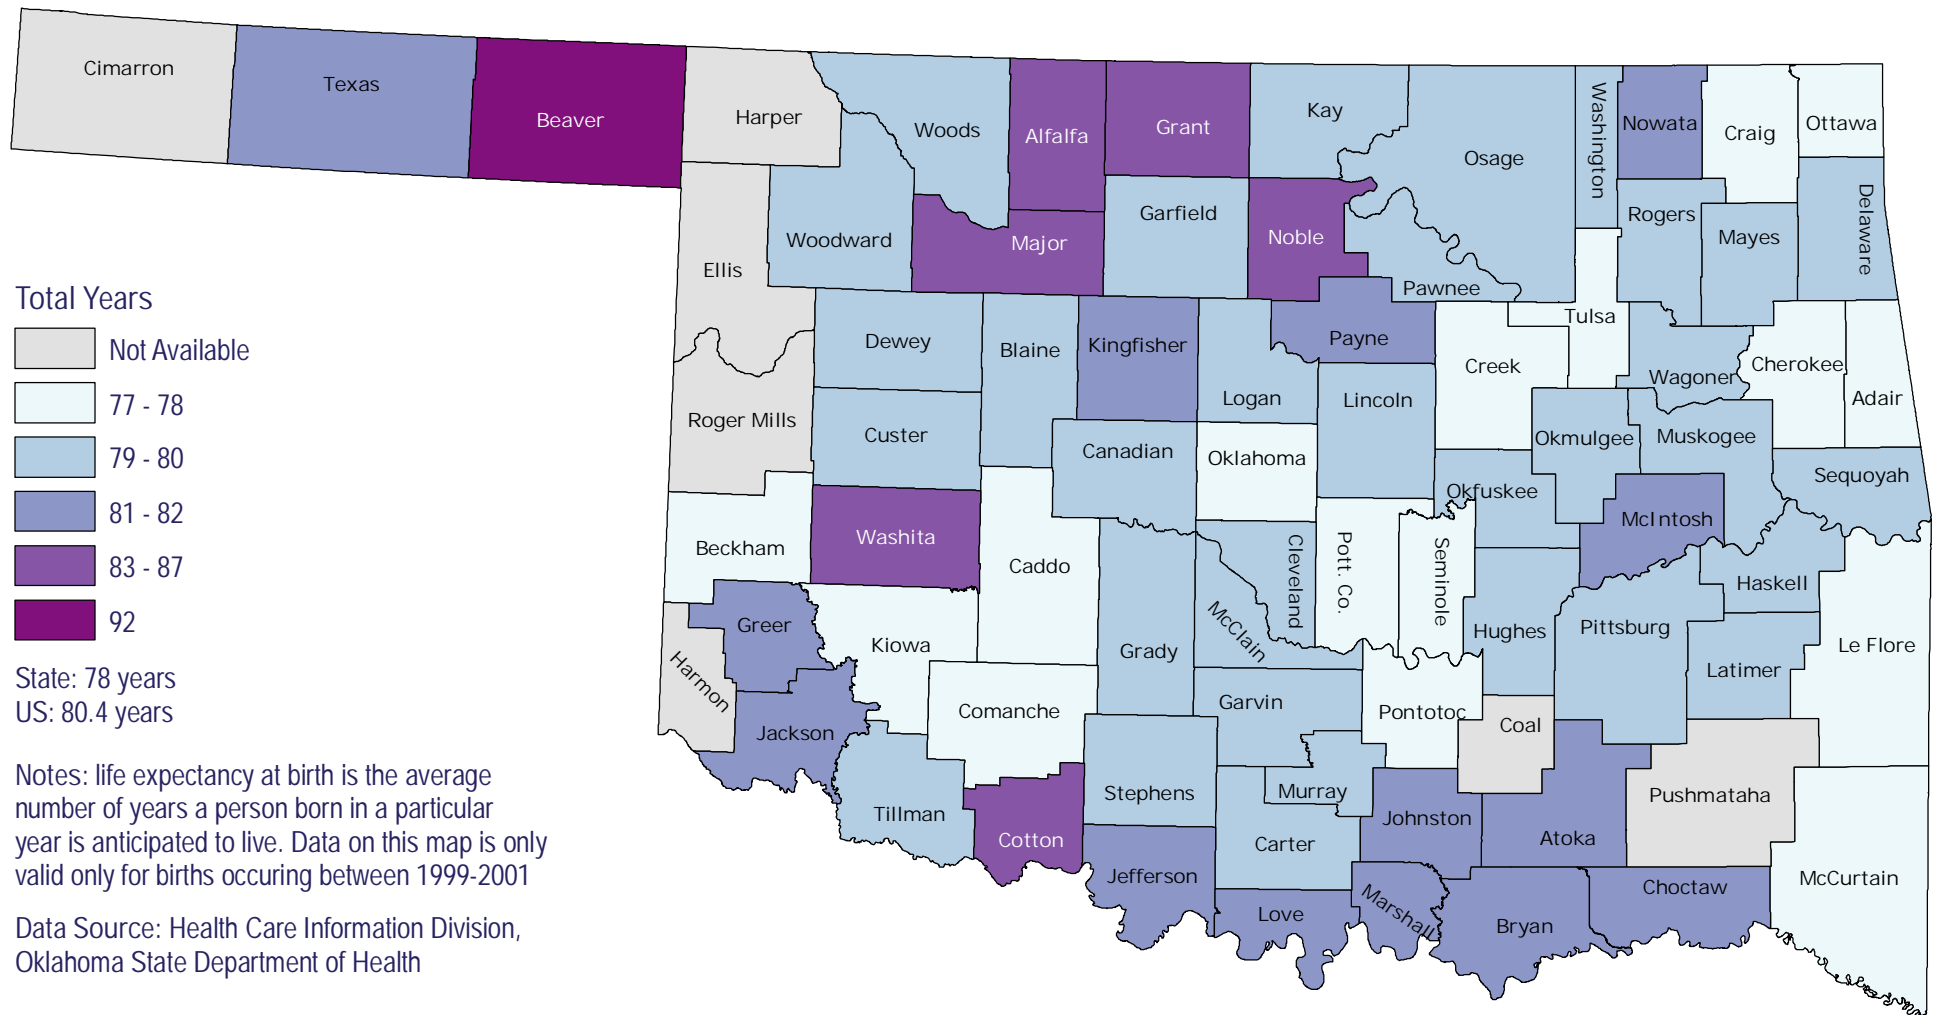 Cimarron
Texas
Beaver
Harper
Woods
Alfalfa
Grant
Kay
Osage
Washington
Nowata
Craig
Ottawa
Ellis
Woodward
Major
Garfield
Noble
Pawnee
Rogers
Mayes
Delaware
Roger Mills
Dewey
Blaine
Kingfisher
Logan
Payne
Lincoln
Creek
Tulsa
Wagoner
Cherokee
Adair
Custer
Canadian
Oklahoma
Okfuskee
Okmulgee
Muskogee
Sequoyah
Beckham
Washita
Caddo
Grady
McClain
Cleveland
Pott. Co.
Seminole
Hughes
McIntosh
Pittsburg
Haskell
Latimer
Le Flore
Harmon
Greer
Kiowa
Jackson
Comanche
Tillman
Cotton
Stephens
Garvin
Murray
Pontotoc
Coal
Johnston
Atoka
Pushmataha
McCurtain
Jefferson
Carter
Love
Marshall
Bryan
Choctaw
Total Years
Not Available
77 - 78
79 - 80
81 - 82
83 - 87
92
State: 78 years
US: 80.4 years
Notes: life expectancy at birth is the average
number of years a person born in a particular
year is anticipated to live. Data on this map is only
valid only for births occuring between 1999-2001
Data Source: Health Care Information Division,
Oklahoma State Department of Health